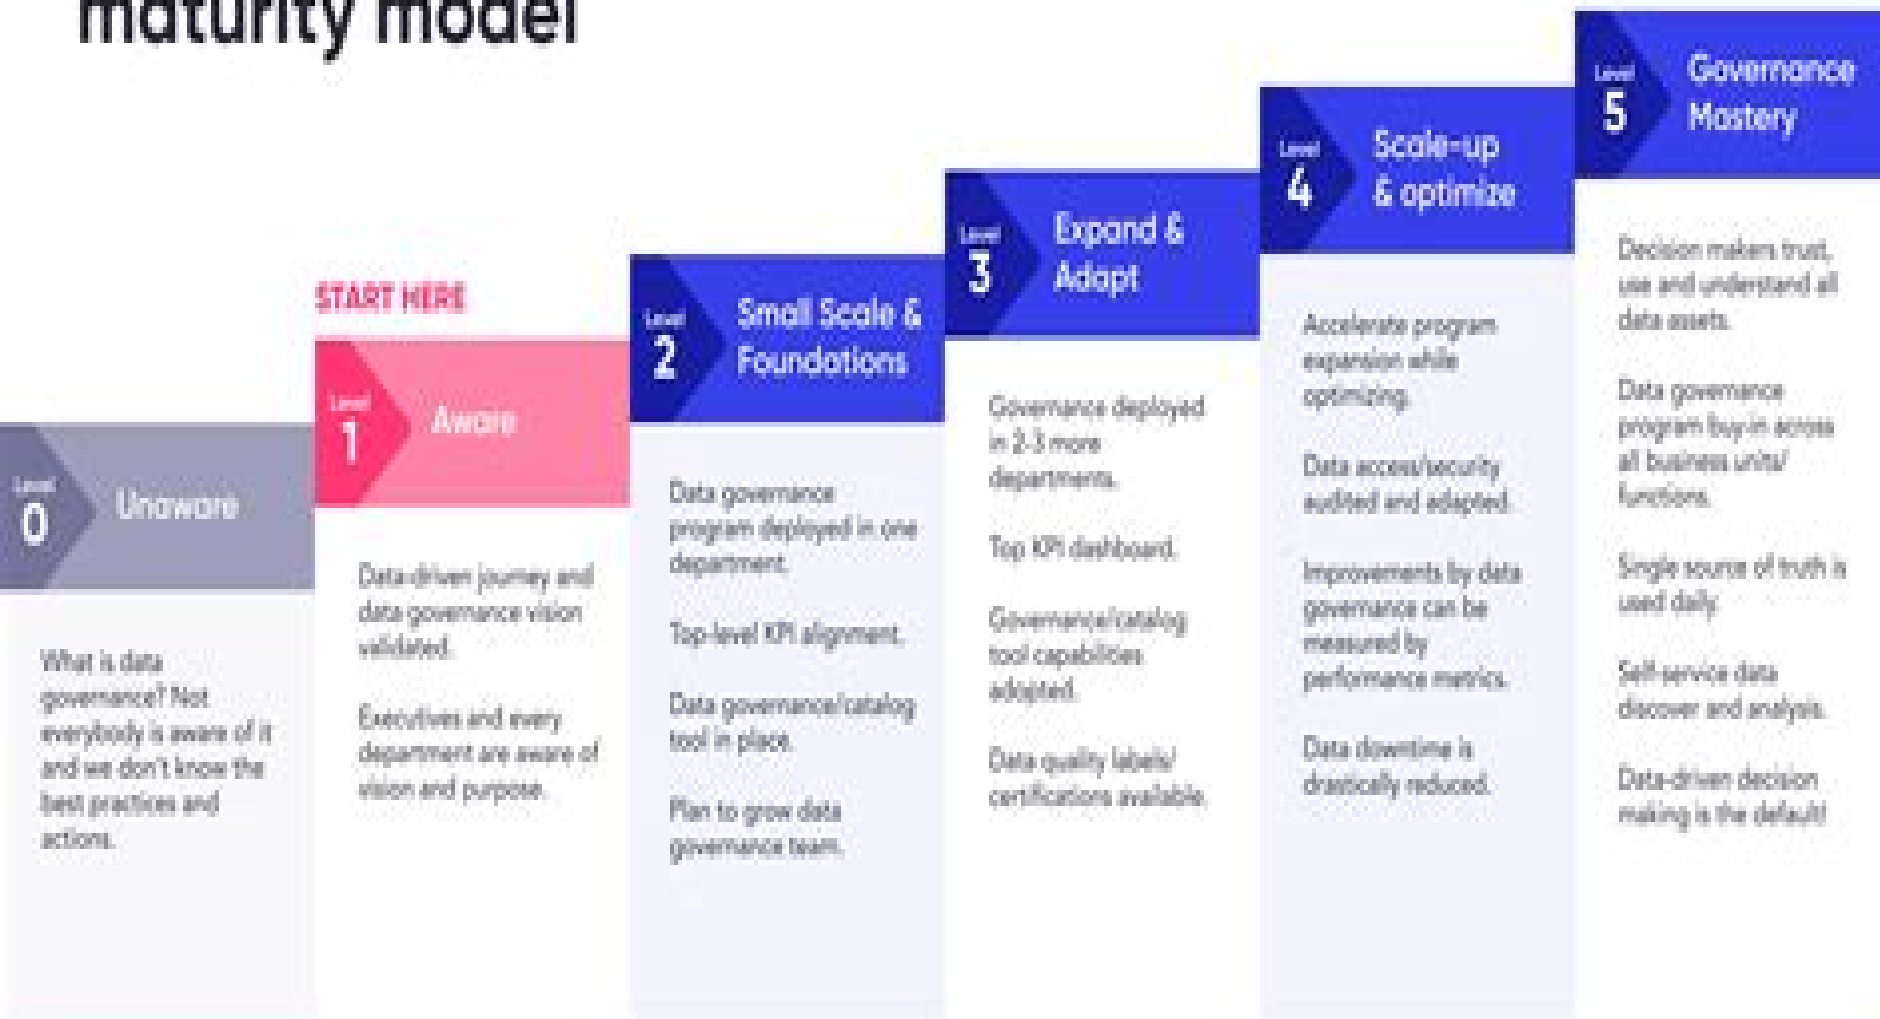 maturity model
Level
0
Unaware
What is data
governance? Not
everybody is aware of it
and we don't know the
best practices and
actions.
START HERE
Level
1
Aware
Data-driven journey and
data governance vision
validated.
Executives and every
department are aware of
vision and purpose.
Level
2
Small Scale &
Foundations
Data governance
program deployed in one
department.
Top-level KPI alignment.
Data governance/catalog
tool in place.
Plan to grow data
governance team.
Level
3
Expand &
Adapt
Governance deployed
in 2-3 more
departments.
Top KPI dashboard.
Governance/catalog
tool capabilities
adopted.
Data quality labels/
certifications available.
Level
4
Scale-up
& optimize
Accelerate program
expansion while
optimizing.
Data access/security
audited and adapted.
Improvements by data
governance can be
measured by
performance metrics.
Data downtime is
drastically reduced.
Level
5
Governance
Mastery
Decision makers trust,
use and understand all
data assets.
Data governance
program buy-in across
all business units/
functions.
Single source of truth is
used daily.
Self-service data
discover and analysis.
Data-driven decision
making is the default!